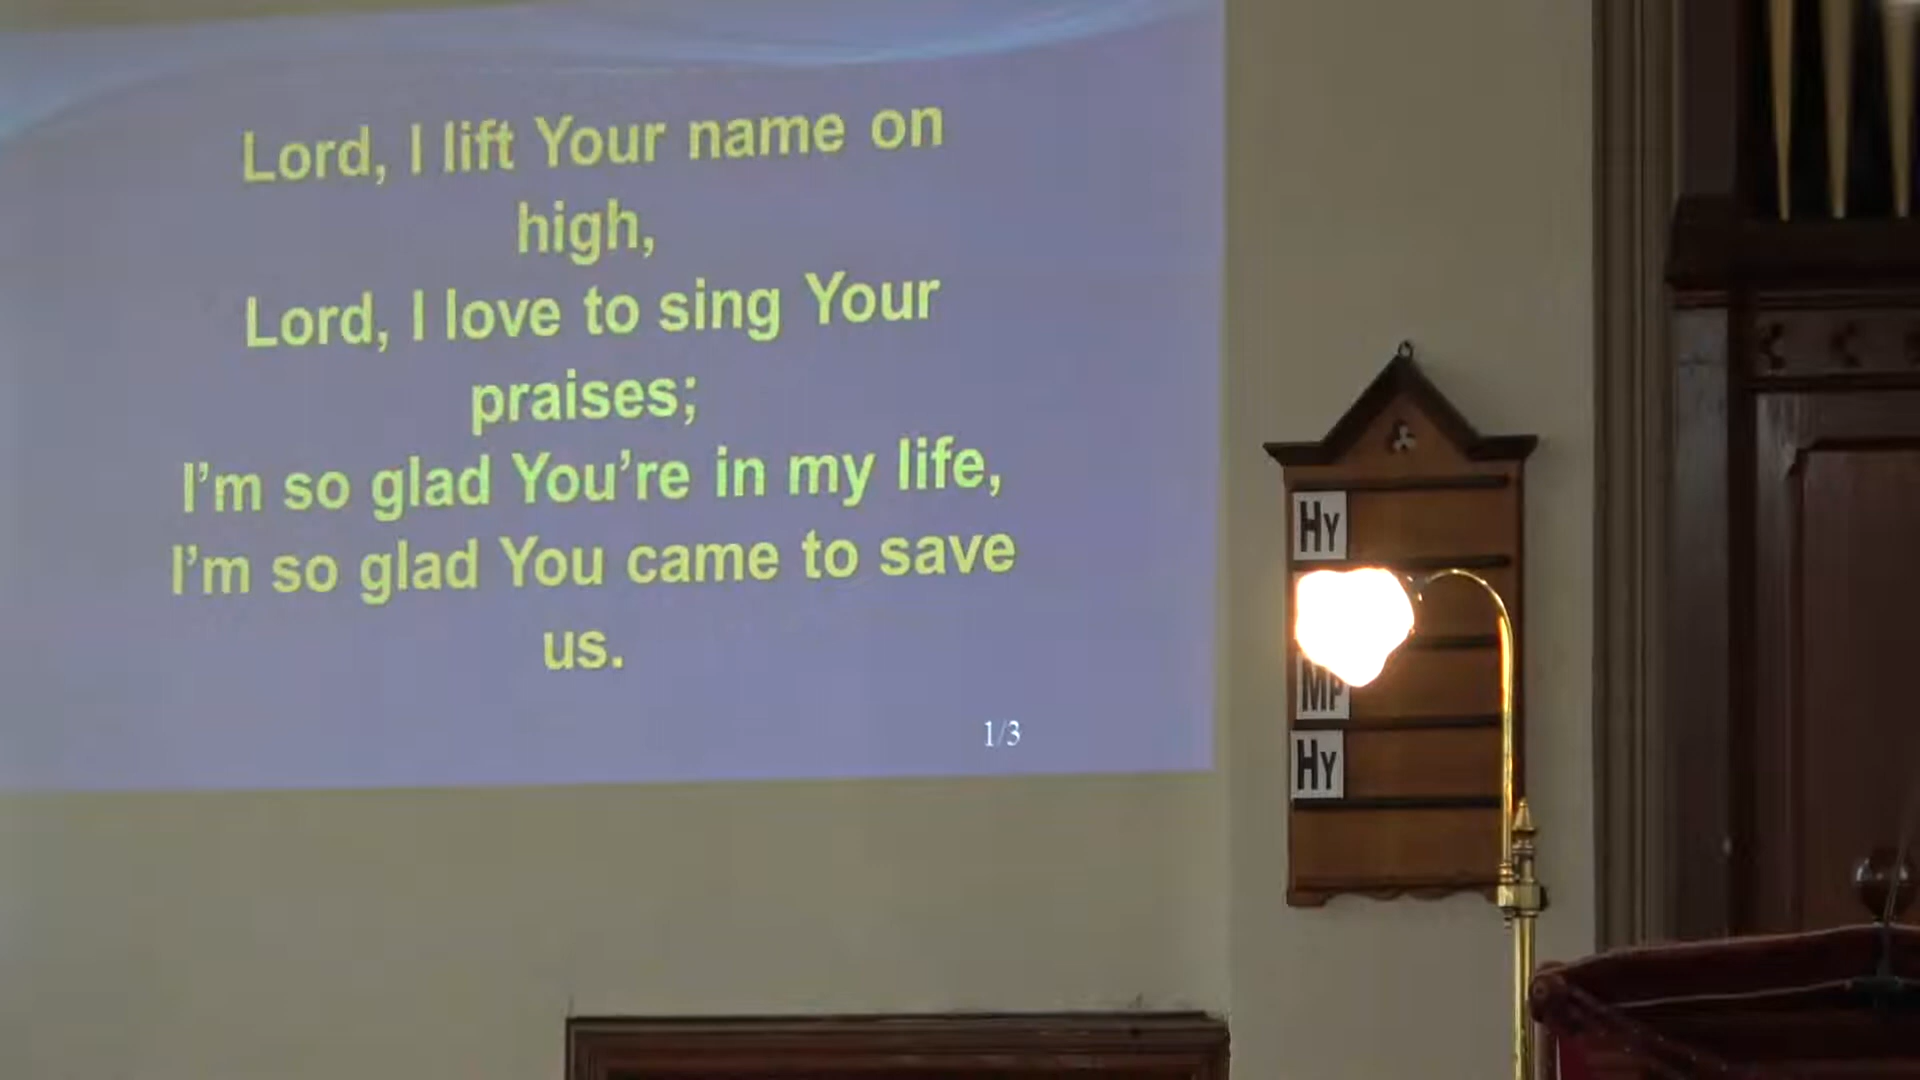 Lord, I lift Your name on
high,
Lord, I love to sing Your
praises;
I’m so glad You’re in my life,
I’m so glad You came to save
us.
1/3
Hy
MP
Hy